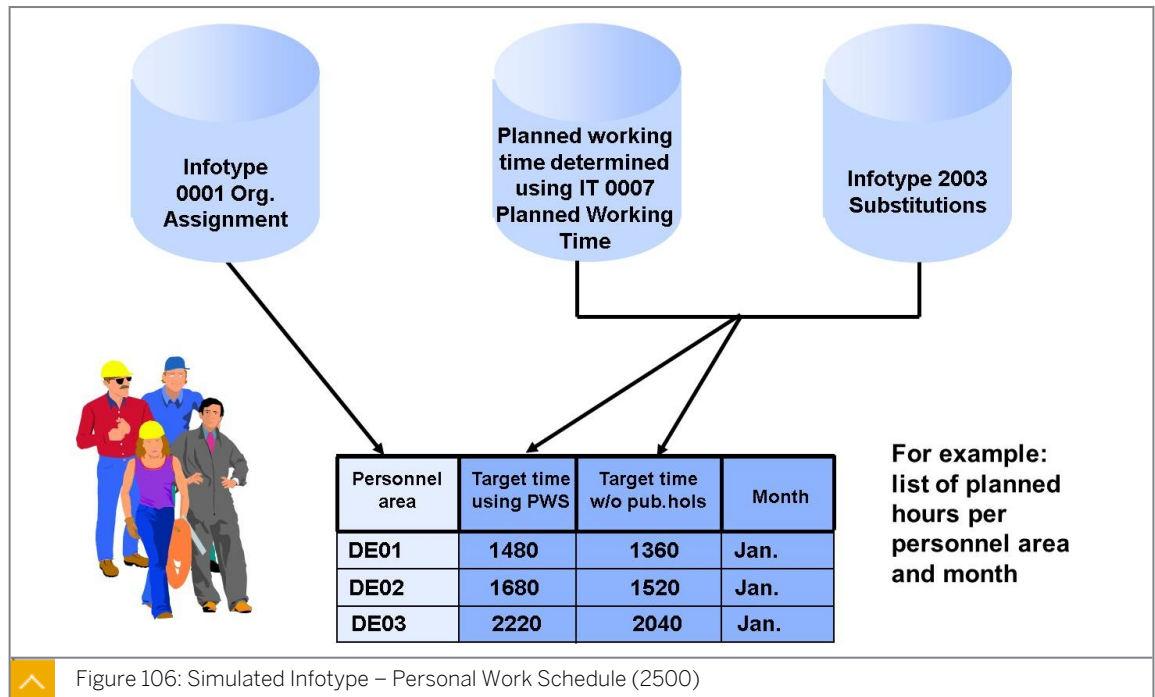 Infotype
0001 Org.
Assignment
Planned working
time determined
using IT 0007
Planned Working
Time
Infotype 2003
Substitutions
Personnel
area
Target time
using PWS
Target time
w/o pub.hols
Month
DE01 1480 1360 Jan.
DE02 1680 1520 Jan.
DE03 2220 2040 Jan.
For example:
list of planned
hours per
personnel area
and month
Figure 106: Simulated Infotype – Personal Work Schedule (2500)